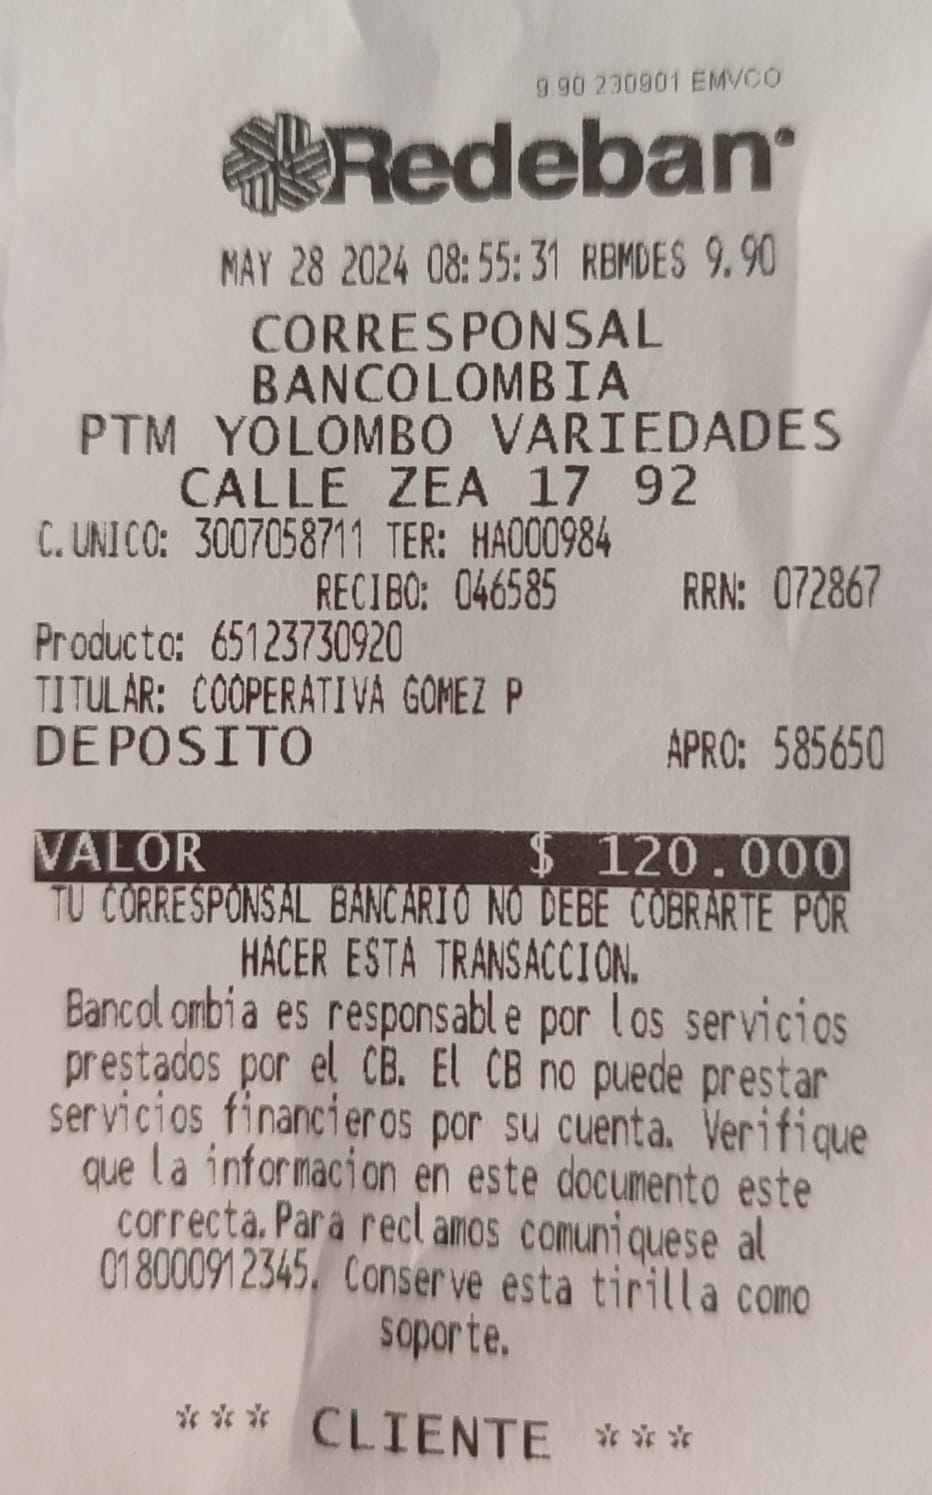 9.90 230901 EMVCO
Redeban
MAY 28 2024 08:55:31 RBMDES 9.90
CORRESPONSAL
BANCOLOMBIA
PTM YOLOMBO VARIEDADES
CALLE ZEA 17 92
C.UNICO: 3007058711 TER: HA000984
RECIBO: 046585 RRN: 072867
Producto: 65123730920
TITULAR: COOPERATIVA GOMEZ P
DEPOSITO APRO: 585650
VALOR $ 120.000
TU CORRESPONSAL BANCARIO NO DEBE COBRARTE POR
HACER ESTA TRANSACCION.
Bancolombia es responsable por los servicios
prestados por el CB. El CB no puede prestar
servicios financieros por su cuenta. Verifique
que la informacion en este documento este
correcta.Para reclamos comuniquese al
018000912345. Conserve esta tirilla como
soporte.
*** CLIENTE ***